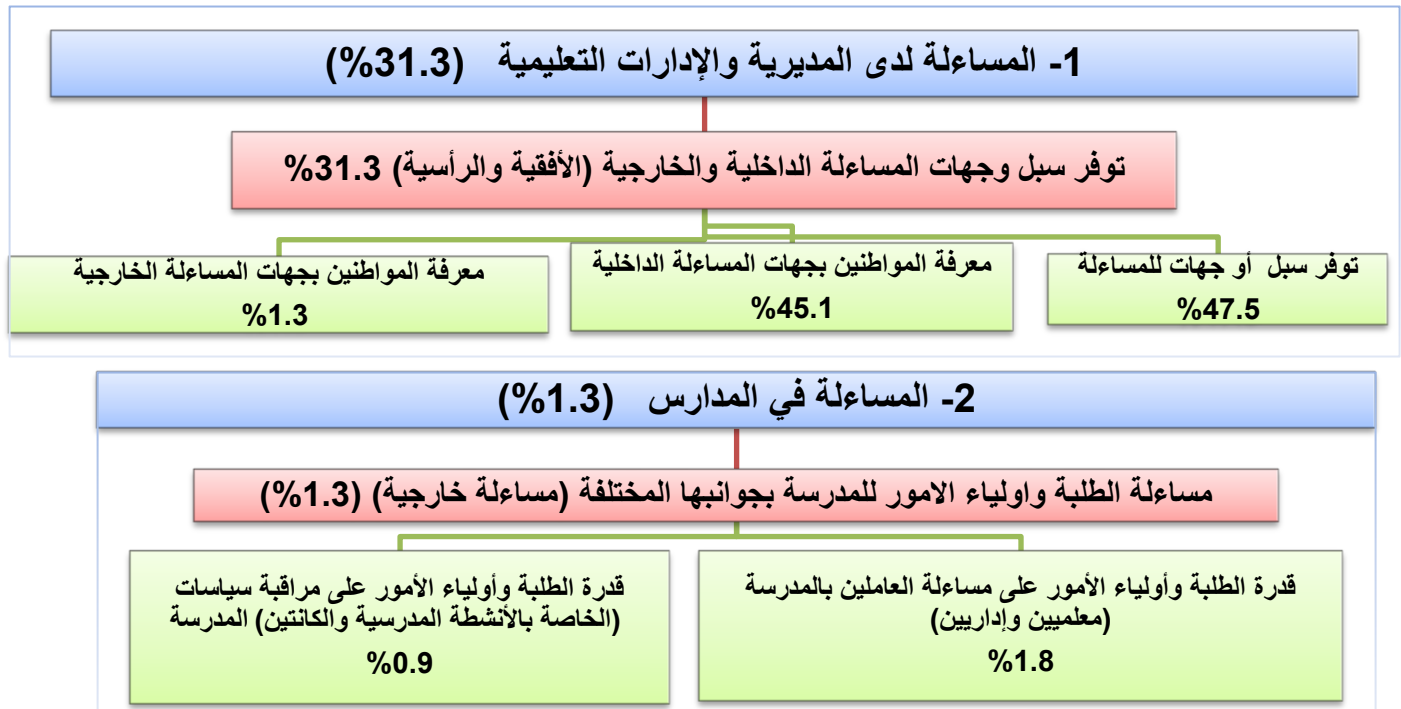 1- المساءلة لدى المديرية والإدارات التعليمية (31.3%)
توفر سبل وجهات المساءلة الداخلية والخارجية (الأفقية والرأسية) 31.3%
توفر سبل أو جهات للمساءلة
47.5%
معرفة المواطنين بجهات المساءلة الداخلية
45.1%
معرفة المواطنين بجهات المساءلة الخارجية
1.3%
2- المساءلة في المدارس (1.3%)
مساءلة الطلبة واولياء الامور للمدرسة بجوانبها المختلفة (مساءلة خارجية) (1.3%)
قدرة الطلبة وأولياء الأمور على مساءلة العاملين بالمدرسة
(معلميين وإداريين)
1.8%
قدرة الطلبة وأولياء الأمور على مراقبة سياسات
(الخاصة بالأنشطة المدرسية والكانتين) المدرسة
0.9%